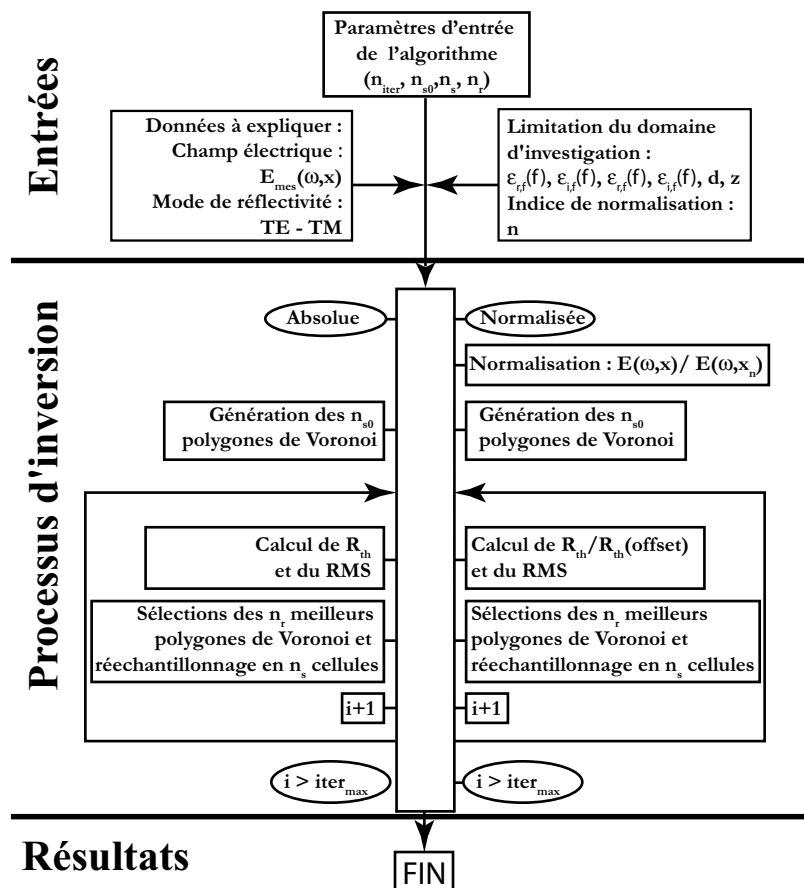 Entrées
Paramètres d'entrée
de l'algorithme
(n_iter, n_s0,n_s, n_r)
Données à expliquer :
Champ électrique :
E_mes(ω,x)
Mode de réflectivité :
TE - TM
Limitation du domaine
d'investigation :
ε_r,f(f), ε_i,f(f), ε_r,f(f), ε_i,f(f), d, z
Indice de normalisation :
n
Processus d'inversion
Absolue
Normalisée
Normalisation : E(ω,x)/ E(ω,x_n)
Génération des n_s0
polygones de Voronoi
Génération des n_s0
polygones de Voronoi
Calcul de R_th
et du RMS
Calcul de R_th/R_th(offset)
et du RMS
Sélections des n_r meilleurs
polygones de Voronoi et
réechantillonnage en n_s cellules
Sélections des n_r meilleurs
polygones de Voronoi et
réechantillonnage en n_s cellules
i+1
i+1
i > iter_max
i > iter_max
Résultats
FIN